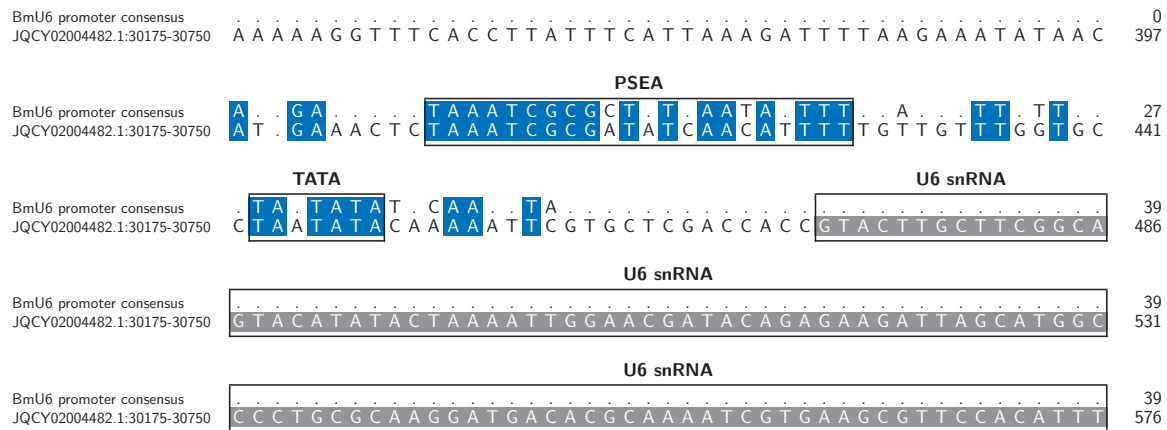 BmU6 promoter consensus . . . . . . . . . . . . . . . . . . . . . . . . . . . . . . . . . . . . . . . . . . . . . 0
JQCY02004482.1:30175-30750 A A A A A G G T T T C A C C T T A T T T C A T T A A A G A T T T T A A G A A A T A T A A C 397
PSEA
BmU6 promoter consensus A . . G A . . . . . T A A A T C G C G C T . T . A A T A . T T T . . A . . . T T . T T . . 27
JQCY02004482.1:30175-30750 A T . G A A A C T C T A A A T C G C G A T A T C A A C A T T T T T G T T G T T T G G T G C 441
TATA U6 snRNA
BmU6 promoter consensus . T A . T A T A T . C A A . . T A . . . . . . . . . . . . . . . . . . . . . . . . . . . . 39
JQCY02004482.1:30175-30750 C T A A T A T A C A A A A A T T C G T G C T C G A C C A C C G T A C T T G C T T C G G C A 486
U6 snRNA
BmU6 promoter consensus . . . . . . . . . . . . . . . . . . . . . . . . . . . . . . . . . . . . . . . . . . . . . 39
JQCY02004482.1:30175-30750 G T A C A T A T A C T A A A A T T G G A A C G A T A C A G A G A A G A T T A G C A T G G C 531
U6 snRNA
BmU6 promoter consensus . . . . . . . . . . . . . . . . . . . . . . . . . . . . . . . . . . . . . . . . . . . . . 39
JQCY02004482.1:30175-30750 C C C T G C G C A A G G A T G A C A C G C A A A A T C G T G A A G C G T T C C A C A T T T 576